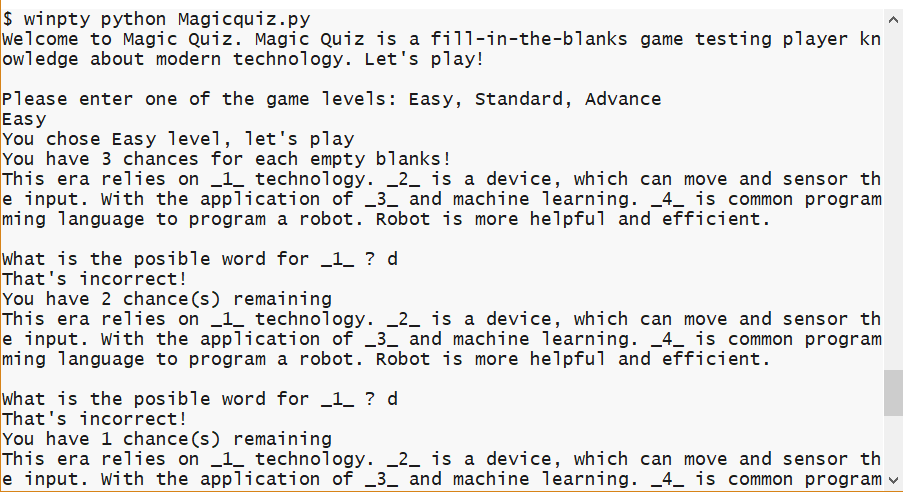 $ winpty python Magicquiz.py
Welcome to Magic Quiz. Magic Quiz is a fill-in-the-blanks game testing player kn
owledge about modern technology. Let's play!
Please enter one of the game levels: Easy, Standard, Advance
Easy
You chose Easy level, let's play
You have 3 chances for each empty blanks!
This era relies on _1_ technology. _2_ is a device, which can move and sensor th
e input. With the application of _3_ and machine learning. _4_ is common program
ming language to program a robot. Robot is more helpful and efficient.
What is the posible word for _1_ ? d
That's incorrect!
You have 2 chance(s) remaining
This era relies on _1_ technology. _2_ is a device, which can move and sensor th
e input. With the application of _3_ and machine learning. _4_ is common program
ming language to program a robot. Robot is more helpful and efficient.
What is the posible word for _1_ ? d
That's incorrect!
You have 1 chance(s) remaining
This era relies on _1_ technology. _2_ is a device, which can move and sensor th
e input. With the application of _3_ and machine learning. _4_ is common program